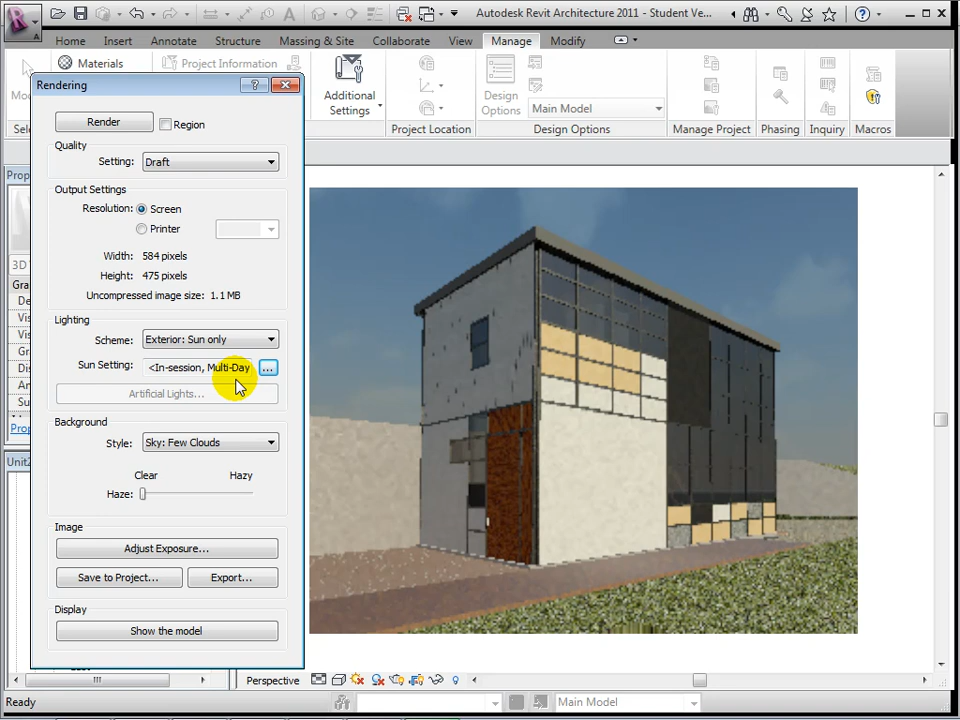 Autodesk Revit Architecture 2011 - Student Ve...
Home Insert Annotate Structure Massing & Site Collaborate View Manage Modify
Materials Project Information
Additional Settings
Design Options
Main Model
Project Location Design Options Manage Project Phasing Inquiry Macros
Rendering
Render Region
Quality
Setting: Draft
Output Settings
Resolution: Screen
Printer
Width: 584 pixels
Height: 475 pixels
Uncompressed image size: 1.1 MB
Lighting
Scheme: Exterior: Sun only
Sun Setting: <In-session, Multi-Day ...
Artificial Lights...
Background
Style: Sky: Few Clouds
Clear Hazy
Haze:
Image
Adjust Exposure...
Save to Project... Export...
Display
Show the model
Perspective
Ready
Main Model